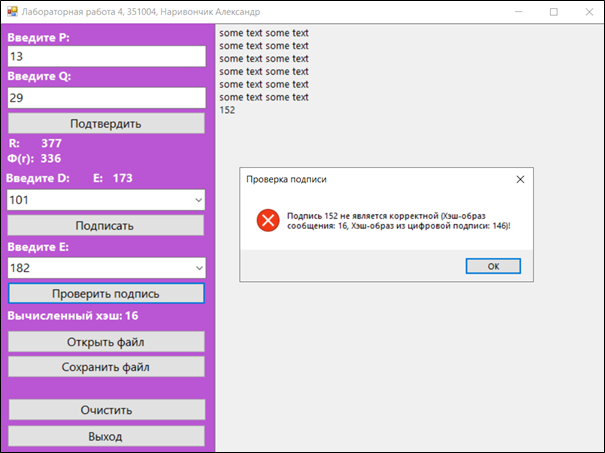 Лабораторная работа 4, 351004, Наривончик Александр
Введите P:
13
Введите Q:
29
Подтвердить
R: 377
Ф(r): 336
Введите D: E: 173
101
Подписать
Введите E:
182
Проверить подпись
Вычисленный хэш: 16
Открыть файл
Сохранить файл
Очистить
Выход
some text some text
some text some text
some text some text
some text some text
some text some text
some text some text
152
Проверка подписи
Подпись 152 не является корректной (Хэш-образ
сообщения: 16, Хэш-образ из цифровой подписи: 146)!
ОК